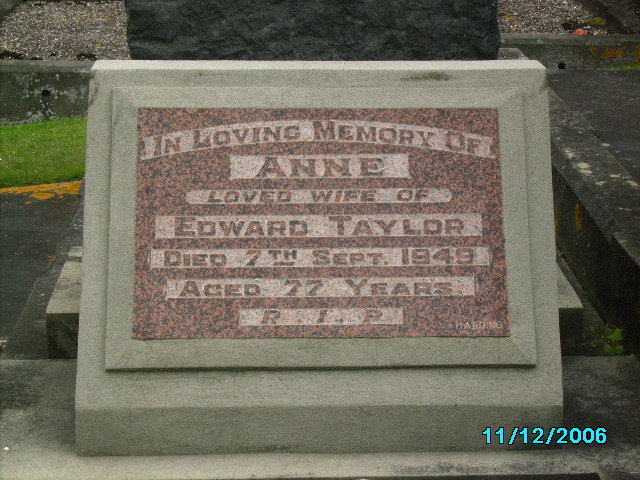 IN LOVING MEMORY OF
ANNE
LOVED WIFE OF
EDWARD TAYLOR
DIED 7TH SEPT. 1949
AGED 77 YEARS.
R. I. P.
HARDING
11/12/2006